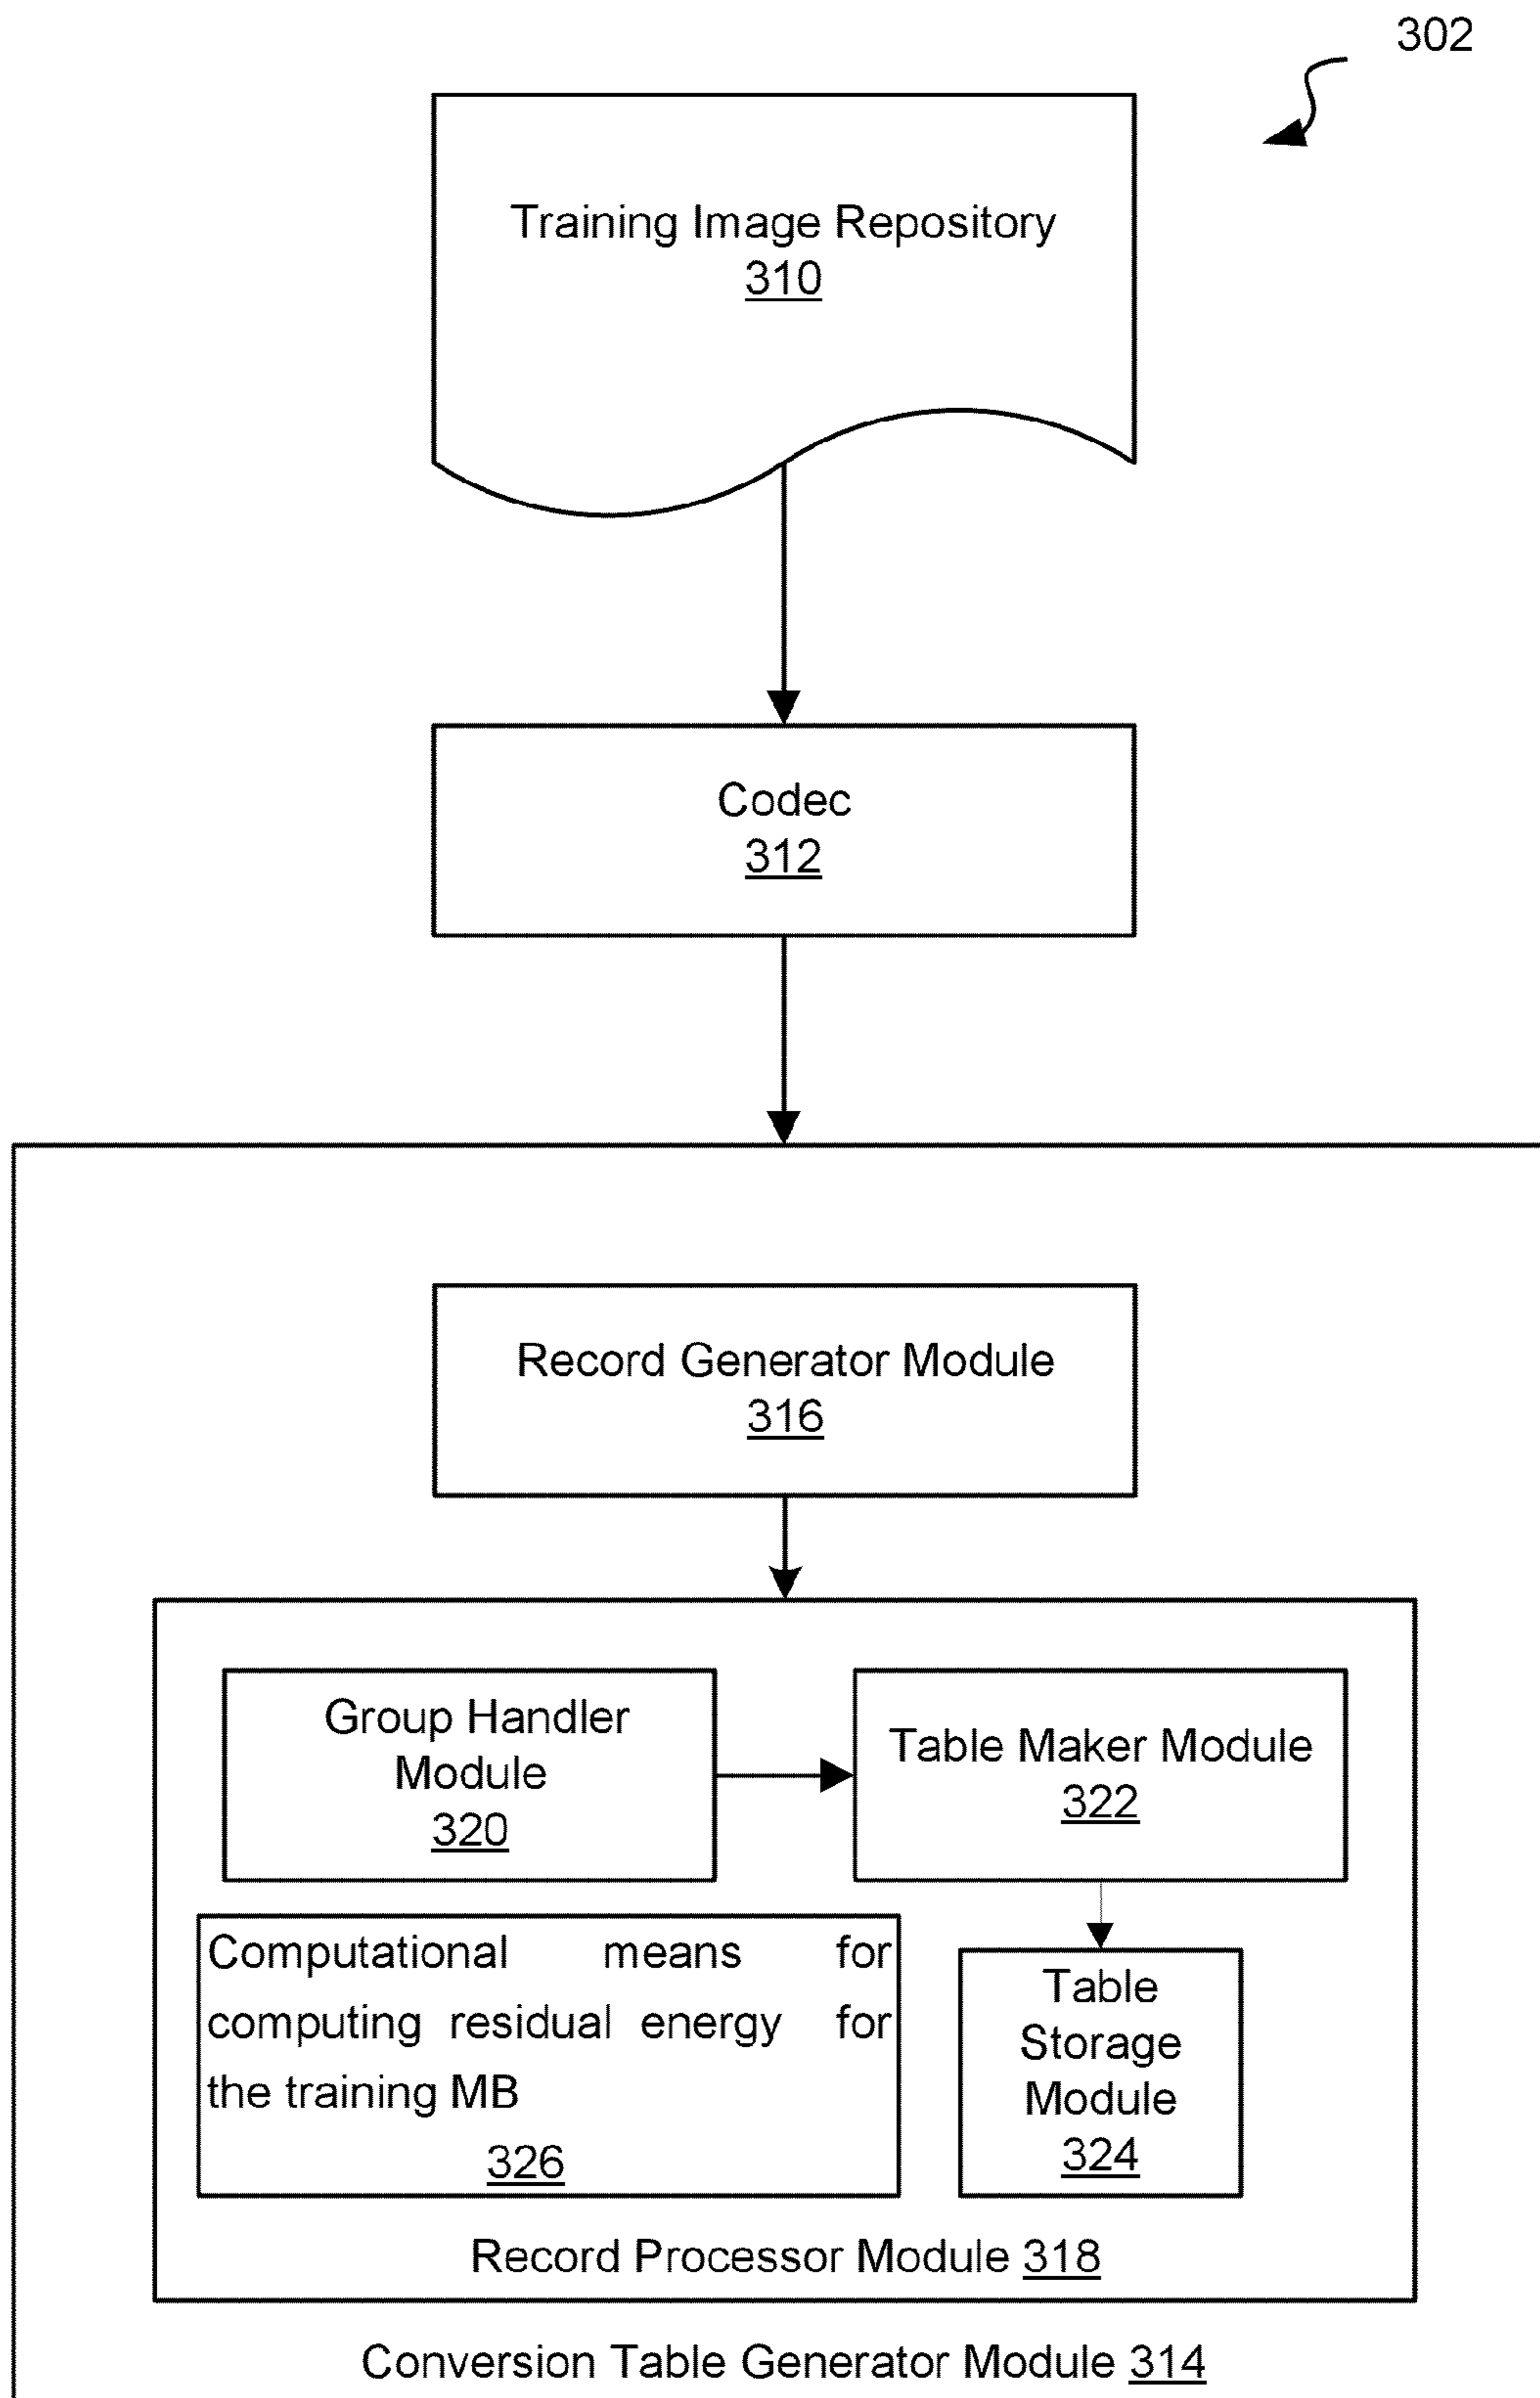 302
Training Image Repository
310
Codec
312
Record Generator Module
316
Group Handler
Module
320
Table Maker Module
322
Computational means for
computing residual energy for
the training MB
326
Table
Storage
Module
324
Record Processor Module 318
Conversion Table Generator Module 314